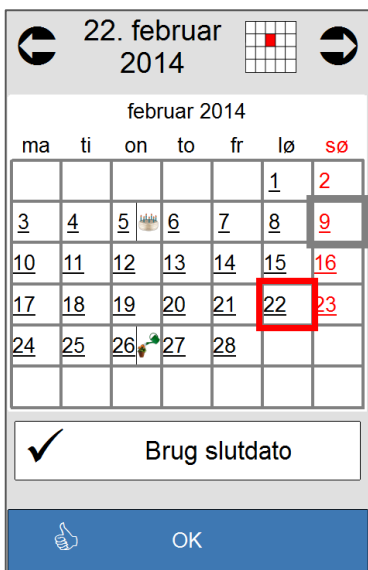 22. februar
2014
februar 2014
ma ti on to fr lø sø
1 2
3 4 5 6 7 8 9
10 11 12 13 14 15 16
17 18 19 20 21 22 23
24 25 26 27 28
Brug slutdato
OK